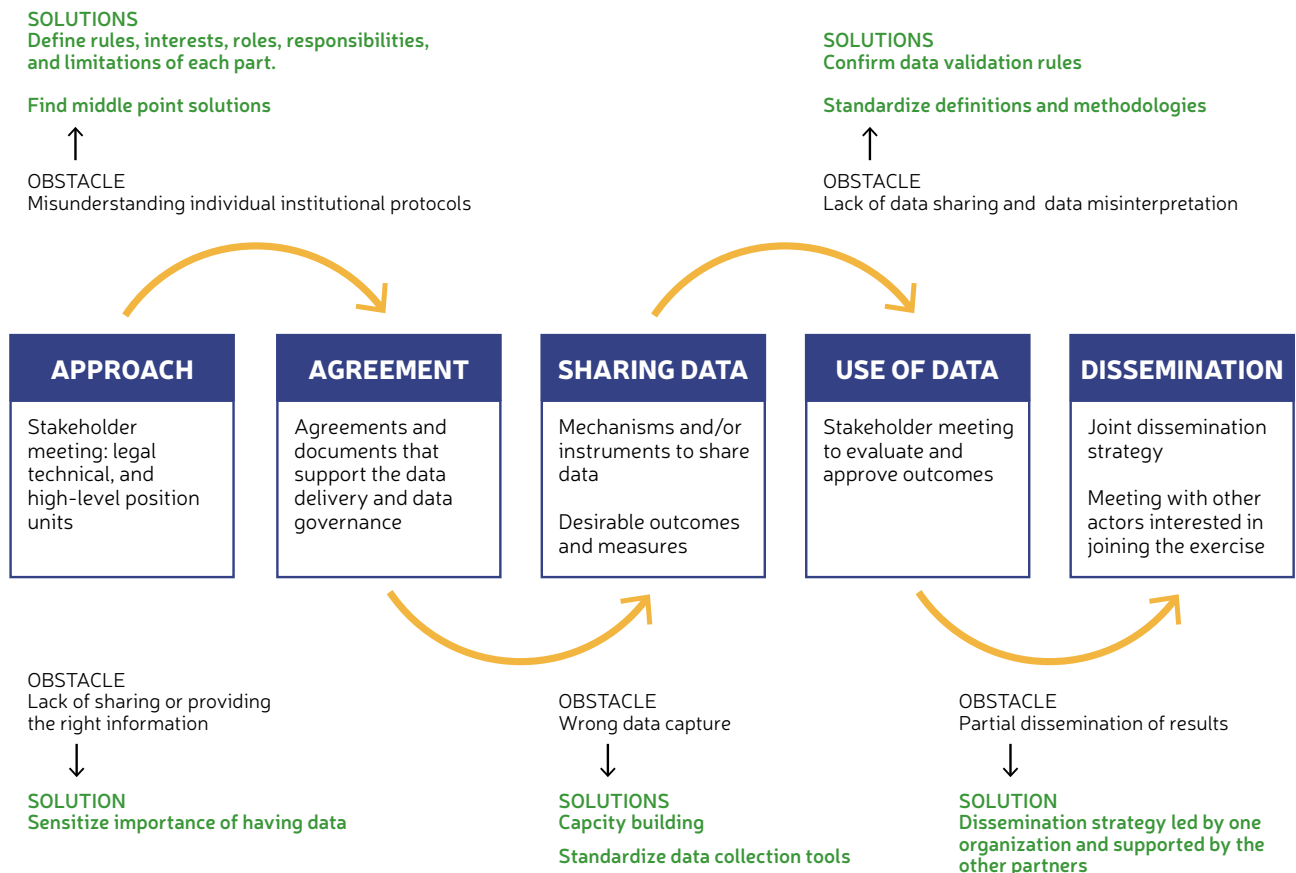 SOLUTIONS
Define rules, interests, roles, responsibilities,
and limitations of each part.
Find middle point solutions
OBSTACLE
Misunderstanding individual institutional protocols
SOLUTIONS
Confirm data validation rules
Standardize definitions and methodologies
OBSTACLE
Lack of data sharing and data misinterpretation
APPROACH
Stakeholder
meeting: legal
technical, and
high-level position
units
AGREEMENT
Agreements and
documents that
support the data
delivery and data
governance
SHARING DATA
Mechanisms and/or
instruments to share
data
Desirable outcomes
and measures
USE OF DATA
Stakeholder meeting
to evaluate and
approve outcomes
DISSEMINATION
Joint dissemination
strategy
Meeting with other
actors interested in
joining the exercise
OBSTACLE
Lack of sharing or providing
the right information
SOLUTION
Sensitize importance of having data
OBSTACLE
Wrong data capture
SOLUTIONS
Capcity building
Standardize data collection tools
OBSTACLE
Partial dissemination of results
SOLUTION
Dissemination strategy led by one
organization and supported by the
other partners